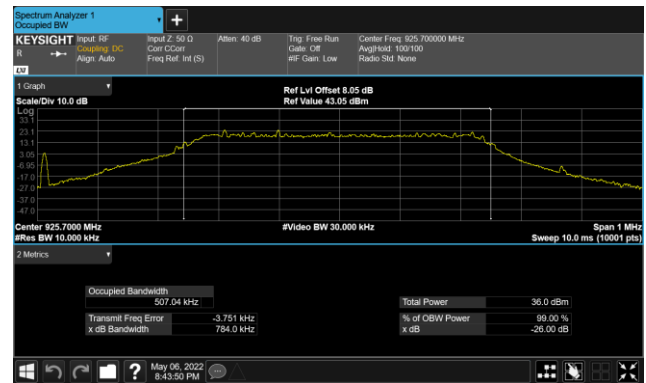 Spectrum Analyzer 1
Occupied BW
+
KEYSIGHT Input: RF Input Z: 50 Ω Atten: 40 dB Trig: Free Run Center Freq: 925.700000 MHz
R Coupling: DC Corr CCorr Gate: Off Avg|Hold: 100/100
Align: Auto Freq Ref: Int (S) #IF Gain: Low Radio Std: None
LXI
1 Graph
Ref Lvl Offset 8.05 dB
Scale/Div 10.0 dB Ref Value 43.05 dBm
Log
33.1
23.1
13.1
3.05
-6.95
-17.0
-27.0
-37.0
-47.0
Center 925.7000 MHz #Video BW 30.000 kHz Span 1 MHz
#Res BW 10.000 kHz Sweep 10.0 ms (10001 pts)
2 Metrics
Occupied Bandwidth
507.04 kHz Total Power 36.0 dBm
Transmit Freq Error -3.751 kHz % of OBW Power 99.00 %
x dB Bandwidth 784.0 kHz x dB -26.00 dB
? May 06, 2022
8:43:50 PM